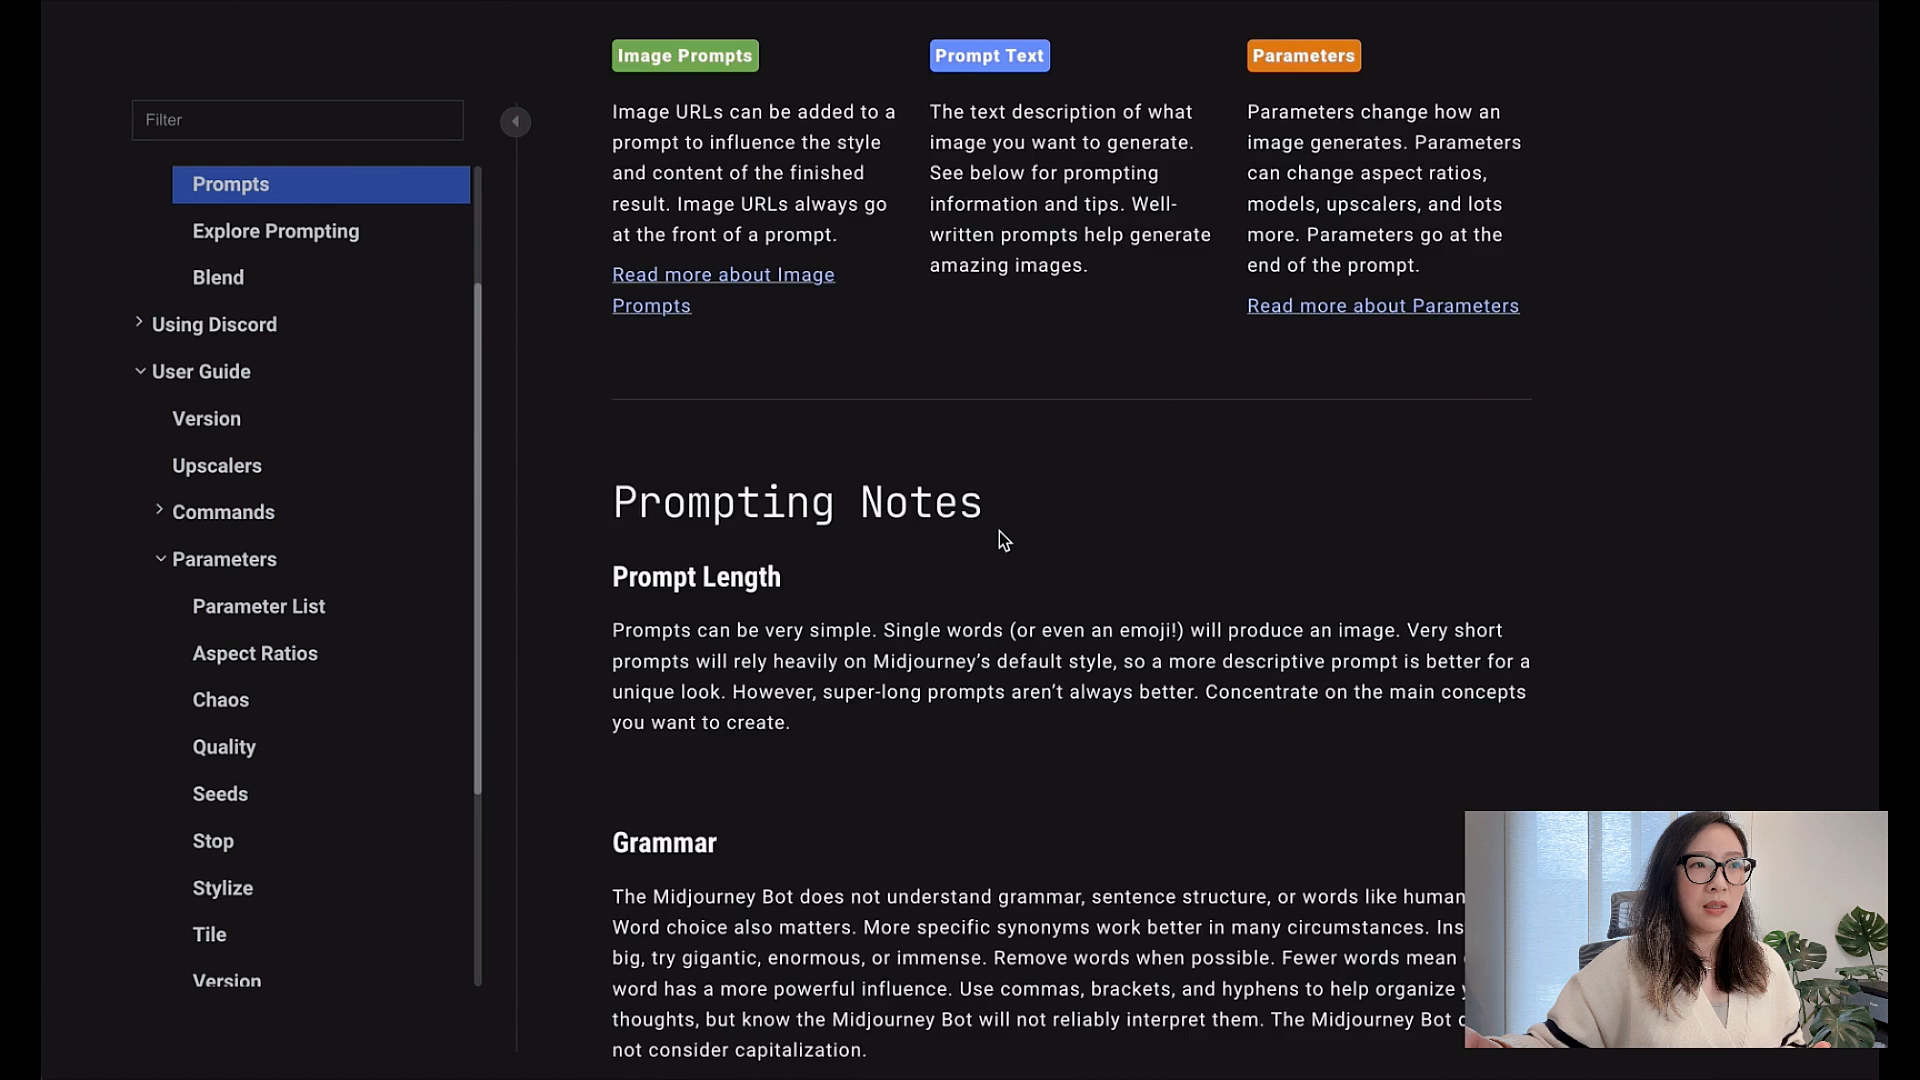 Filter
Prompts
Explore Prompting
Blend
Using Discord
User Guide
Version
Upscalers
Commands
Parameters
Parameter List
Aspect Ratios
Chaos
Quality
Seeds
Stop
Stylize
Tile
Version
Image Prompts
Image URLs can be added to a
prompt to influence the style
and content of the finished
result. Image URLs always go
at the front of a prompt.
Read more about Image
Prompts
Prompt Text
The text description of what
image you want to generate.
See below for prompting
information and tips. Well-
written prompts help generate
amazing images.
Parameters
Parameters change how an
image generates. Parameters
can change aspect ratios,
models, upscalers, and lots
more. Parameters go at the
end of the prompt.
Read more about Parameters
Prompting Notes
Prompt Length
Prompts can be very simple. Single words (or even an emoji!) will produce an image. Very short
prompts will rely heavily on Midjourney’s default style, so a more descriptive prompt is better for a
unique look. However, super-long prompts aren’t always better. Concentrate on the main concepts
you want to create.
Grammar
The Midjourney Bot does not understand grammar, sentence structure, or words like human
Word choice also matters. More specific synonyms work better in many circumstances. Ins
big, try gigantic, enormous, or immense. Remove words when possible. Fewer words mean
word has a more powerful influence. Use commas, brackets, and hyphens to help organize
thoughts, but know the Midjourney Bot will not reliably interpret them. The Midjourney Bot
not consider capitalization.